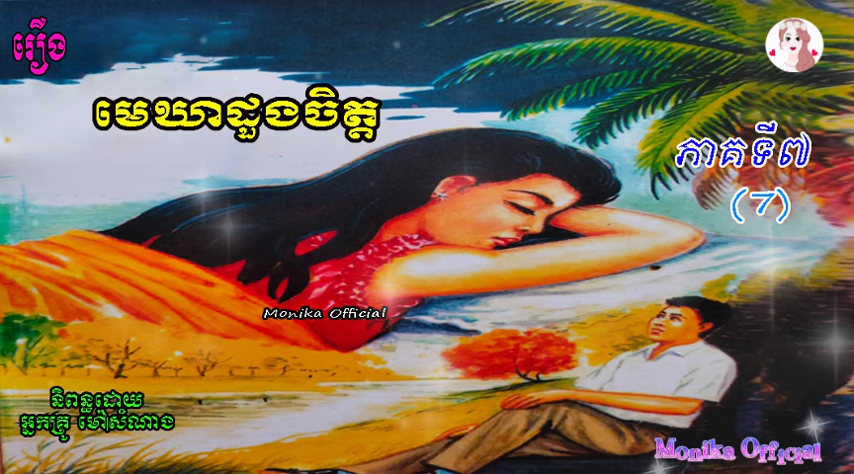 រឿង
មេឃាដួងចិត្ត
ភាគទី៧
(7)
Monika Official
និពន្ធដោយ
អ្នកគ្រូ មៅសំណាង
Monika Official